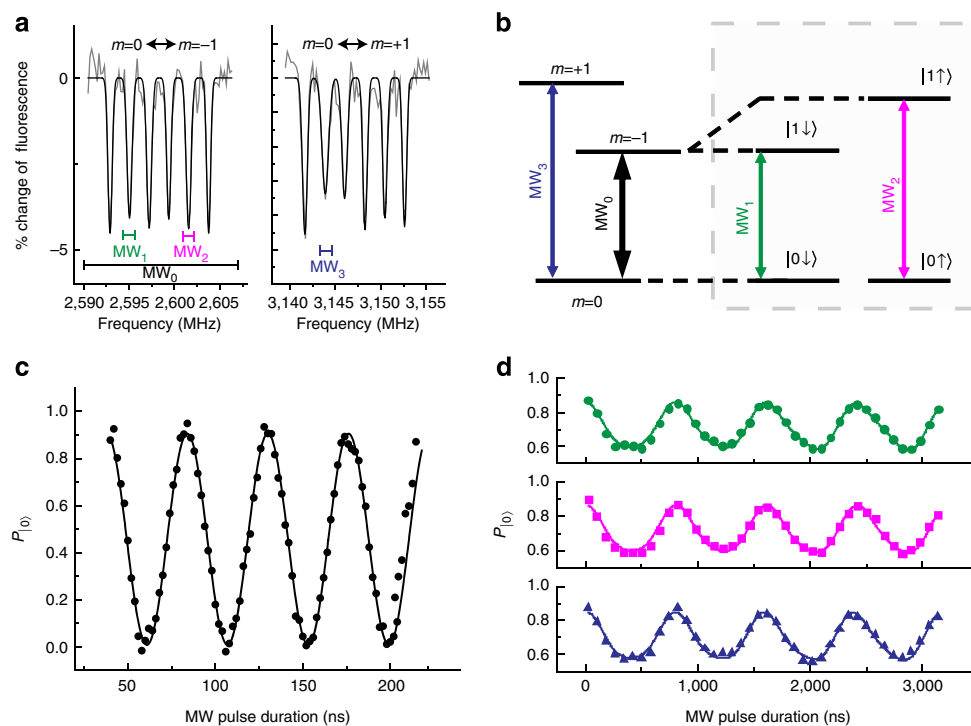 a
m=0 ↔ m=−1
m=0 ↔ m=+1
% change of fluorescence
0
−5
MW1
MW2
MW0
MW3
2,590 2,595 2,600 2,605
3,140 3,145 3,150 3,155
Frequency (MHz)
Frequency (MHz)
b
m=+1
m=−1
m=0
MW3
MW0
MW1
MW2
|1↑⟩
|1↓⟩
|0↓⟩
|0↑⟩
c
P|0⟩
1.0
0.8
0.6
0.4
0.2
0.0
50 100 150 200
MW pulse duration (ns)
d
P|0⟩
1.0
0.8
0.6
1.0
0.8
0.6
1.0
0.8
0.6
0 1,000 2,000 3,000
MW pulse duration (ns)